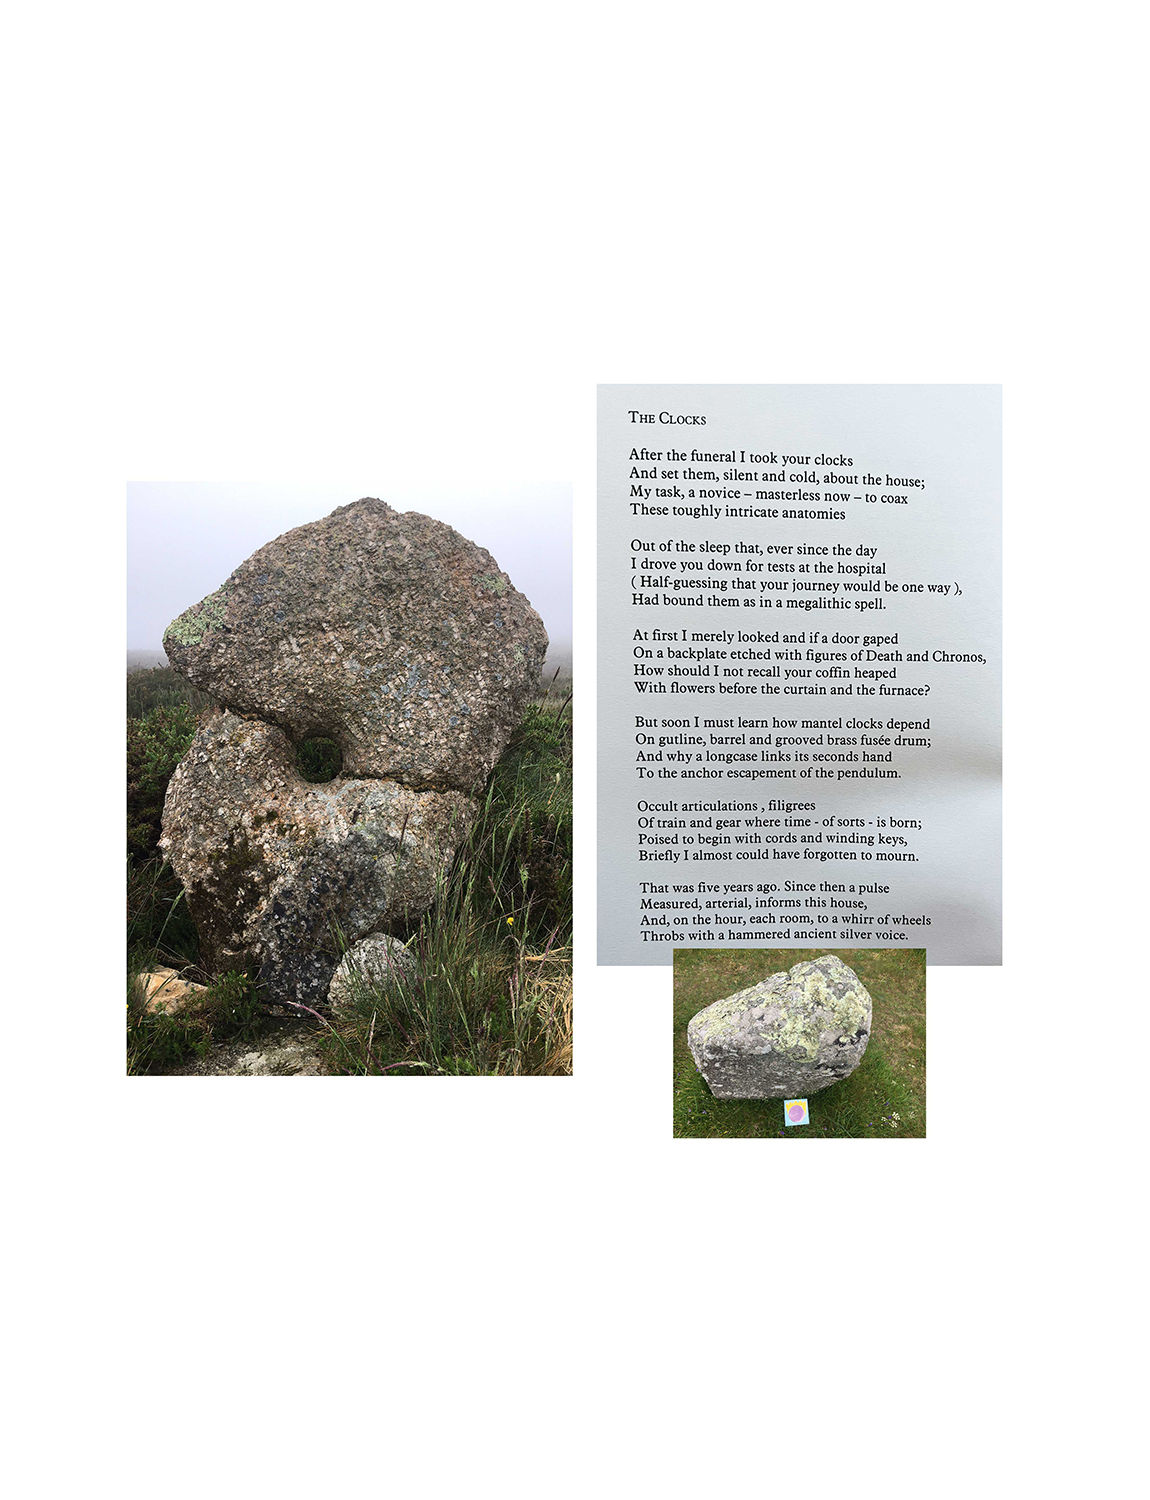 THE CLOCKS
After the funeral I took your clocks
And set them, silent and cold, about the house;
My task, a novice – masterless now – to coax
These toughly intricate anatomies
Out of the sleep that, ever since the day
I drove you down for tests at the hospital
( Half-guessing that your journey would be one way ),
Had bound them as in a megalithic spell.
At first I merely looked and if a door gaped
On a backplate etched with figures of Death and Chronos,
How should I not recall your coffin heaped
With flowers before the curtain and the furnace?
But soon I must learn how mantel clocks depend
On gutline, barrel and grooved brass fusée drum;
And why a longcase links its seconds hand
To the anchor escapement of the pendulum.
Occult articulations , filigrees
Of train and gear where time - of sorts - is born;
Poised to begin with cords and winding keys,
Briefly I almost could have forgotten to mourn.
That was five years ago. Since then a pulse
Measured, arterial, informs this house,
And, on the hour, each room, to a whirr of wheels
Throbs with a hammered ancient silver voice.